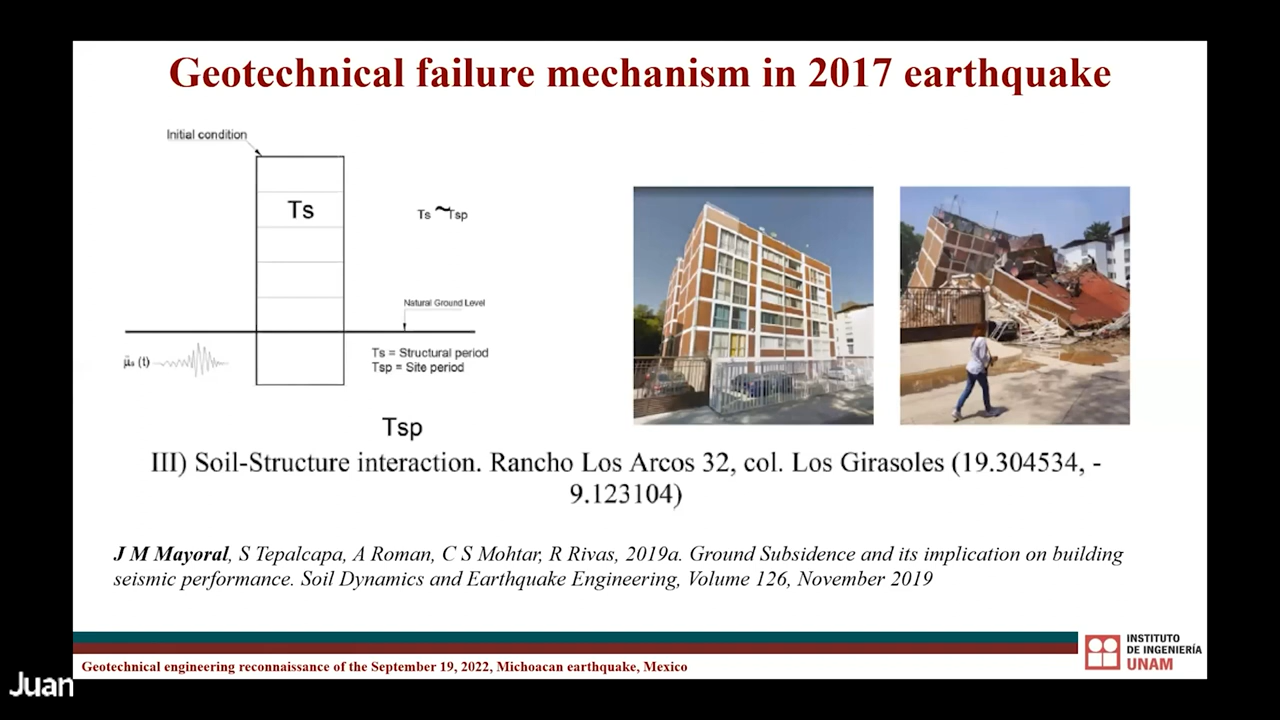 Geotechnical failure mechanism in 2017 earthquake
Initial condition
Ts
Ts ~ Tsp
Natural Ground Level
üs (t)
Ts = Structural period
Tsp = Site period
Tsp
III) Soil-Structure interaction. Rancho Los Arcos 32, col. Los Girasoles (19.304534, -
9.123104)
J M Mayoral, S Tepalcapa, A Roman, C S Mohtar, R Rivas, 2019a. Ground Subsidence and its implication on building
seismic performance. Soil Dynamics and Earthquake Engineering, Volume 126, November 2019
Geotechnical engineering reconnaissance of the September 19, 2022, Michoacan earthquake, Mexico
INSTITUTO
DE INGENIERÍA
UNAM
Juan